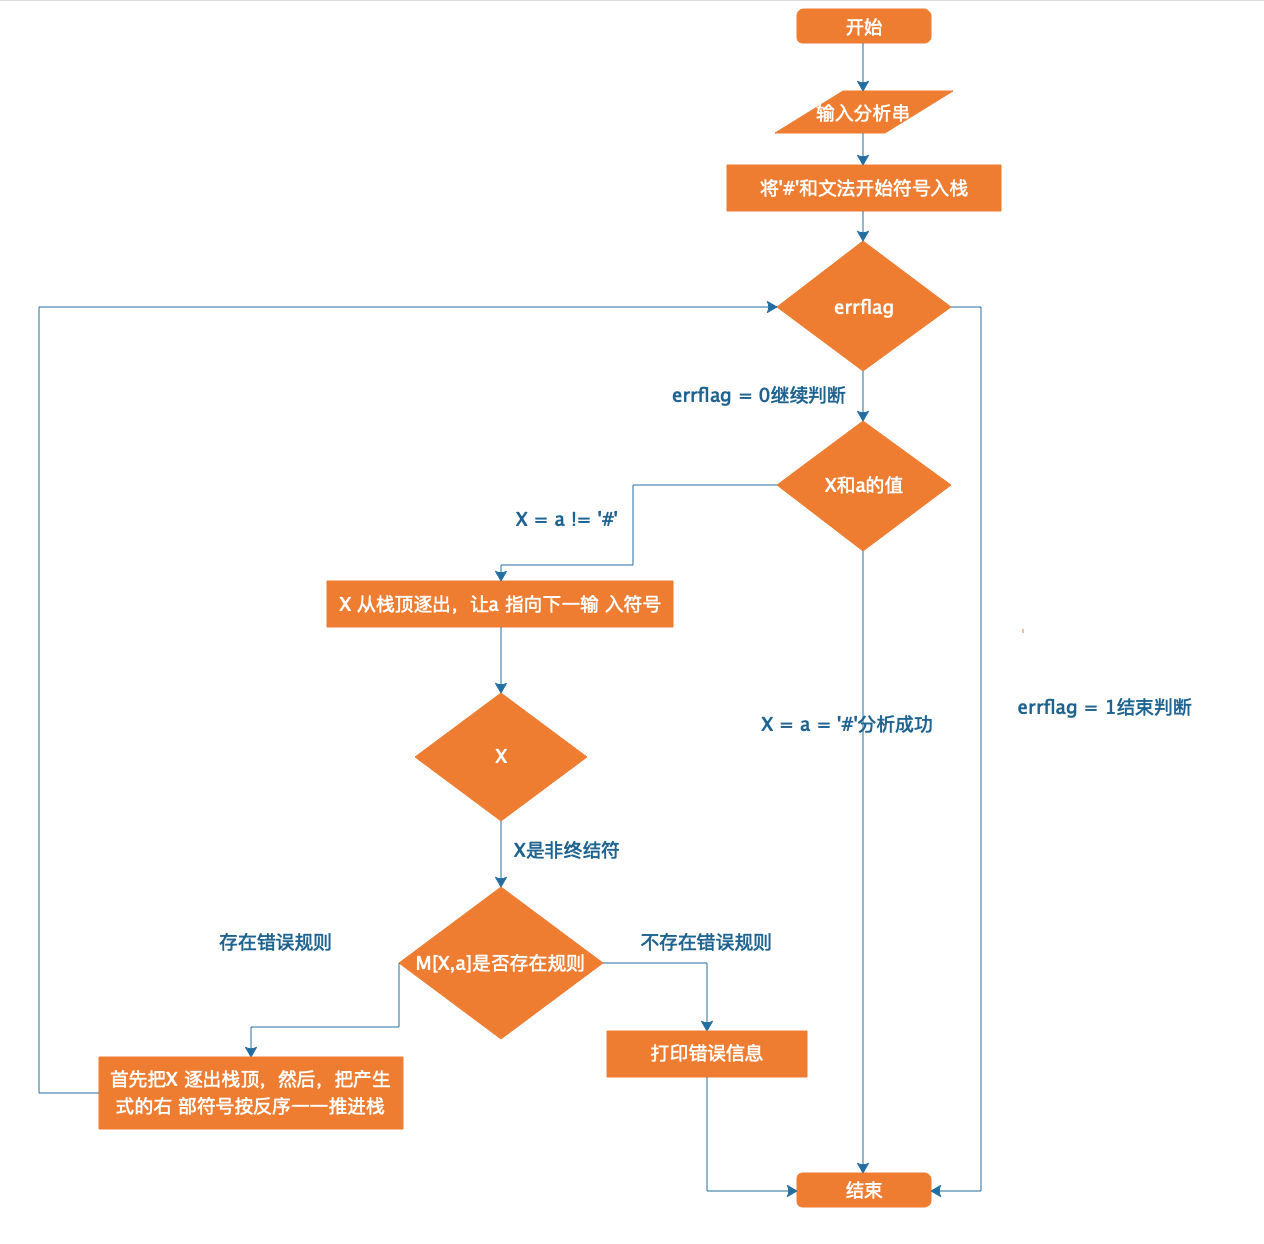 开始
输入分析串
将'#'和文法开始符号入栈
errflag
errflag = 0继续判断
X和a的值
X = a != '#'
X 从栈顶逐出，让a 指向下一输 入符号
errflag = 1结束判断
X = a = '#'分析成功
X
X是非终结符
存在错误规则
不存在错误规则
M[X,a]是否存在规则
打印错误信息
首先把X 逐出栈顶，然后，把产生
式的右 部符号按反序一一推进栈
结束